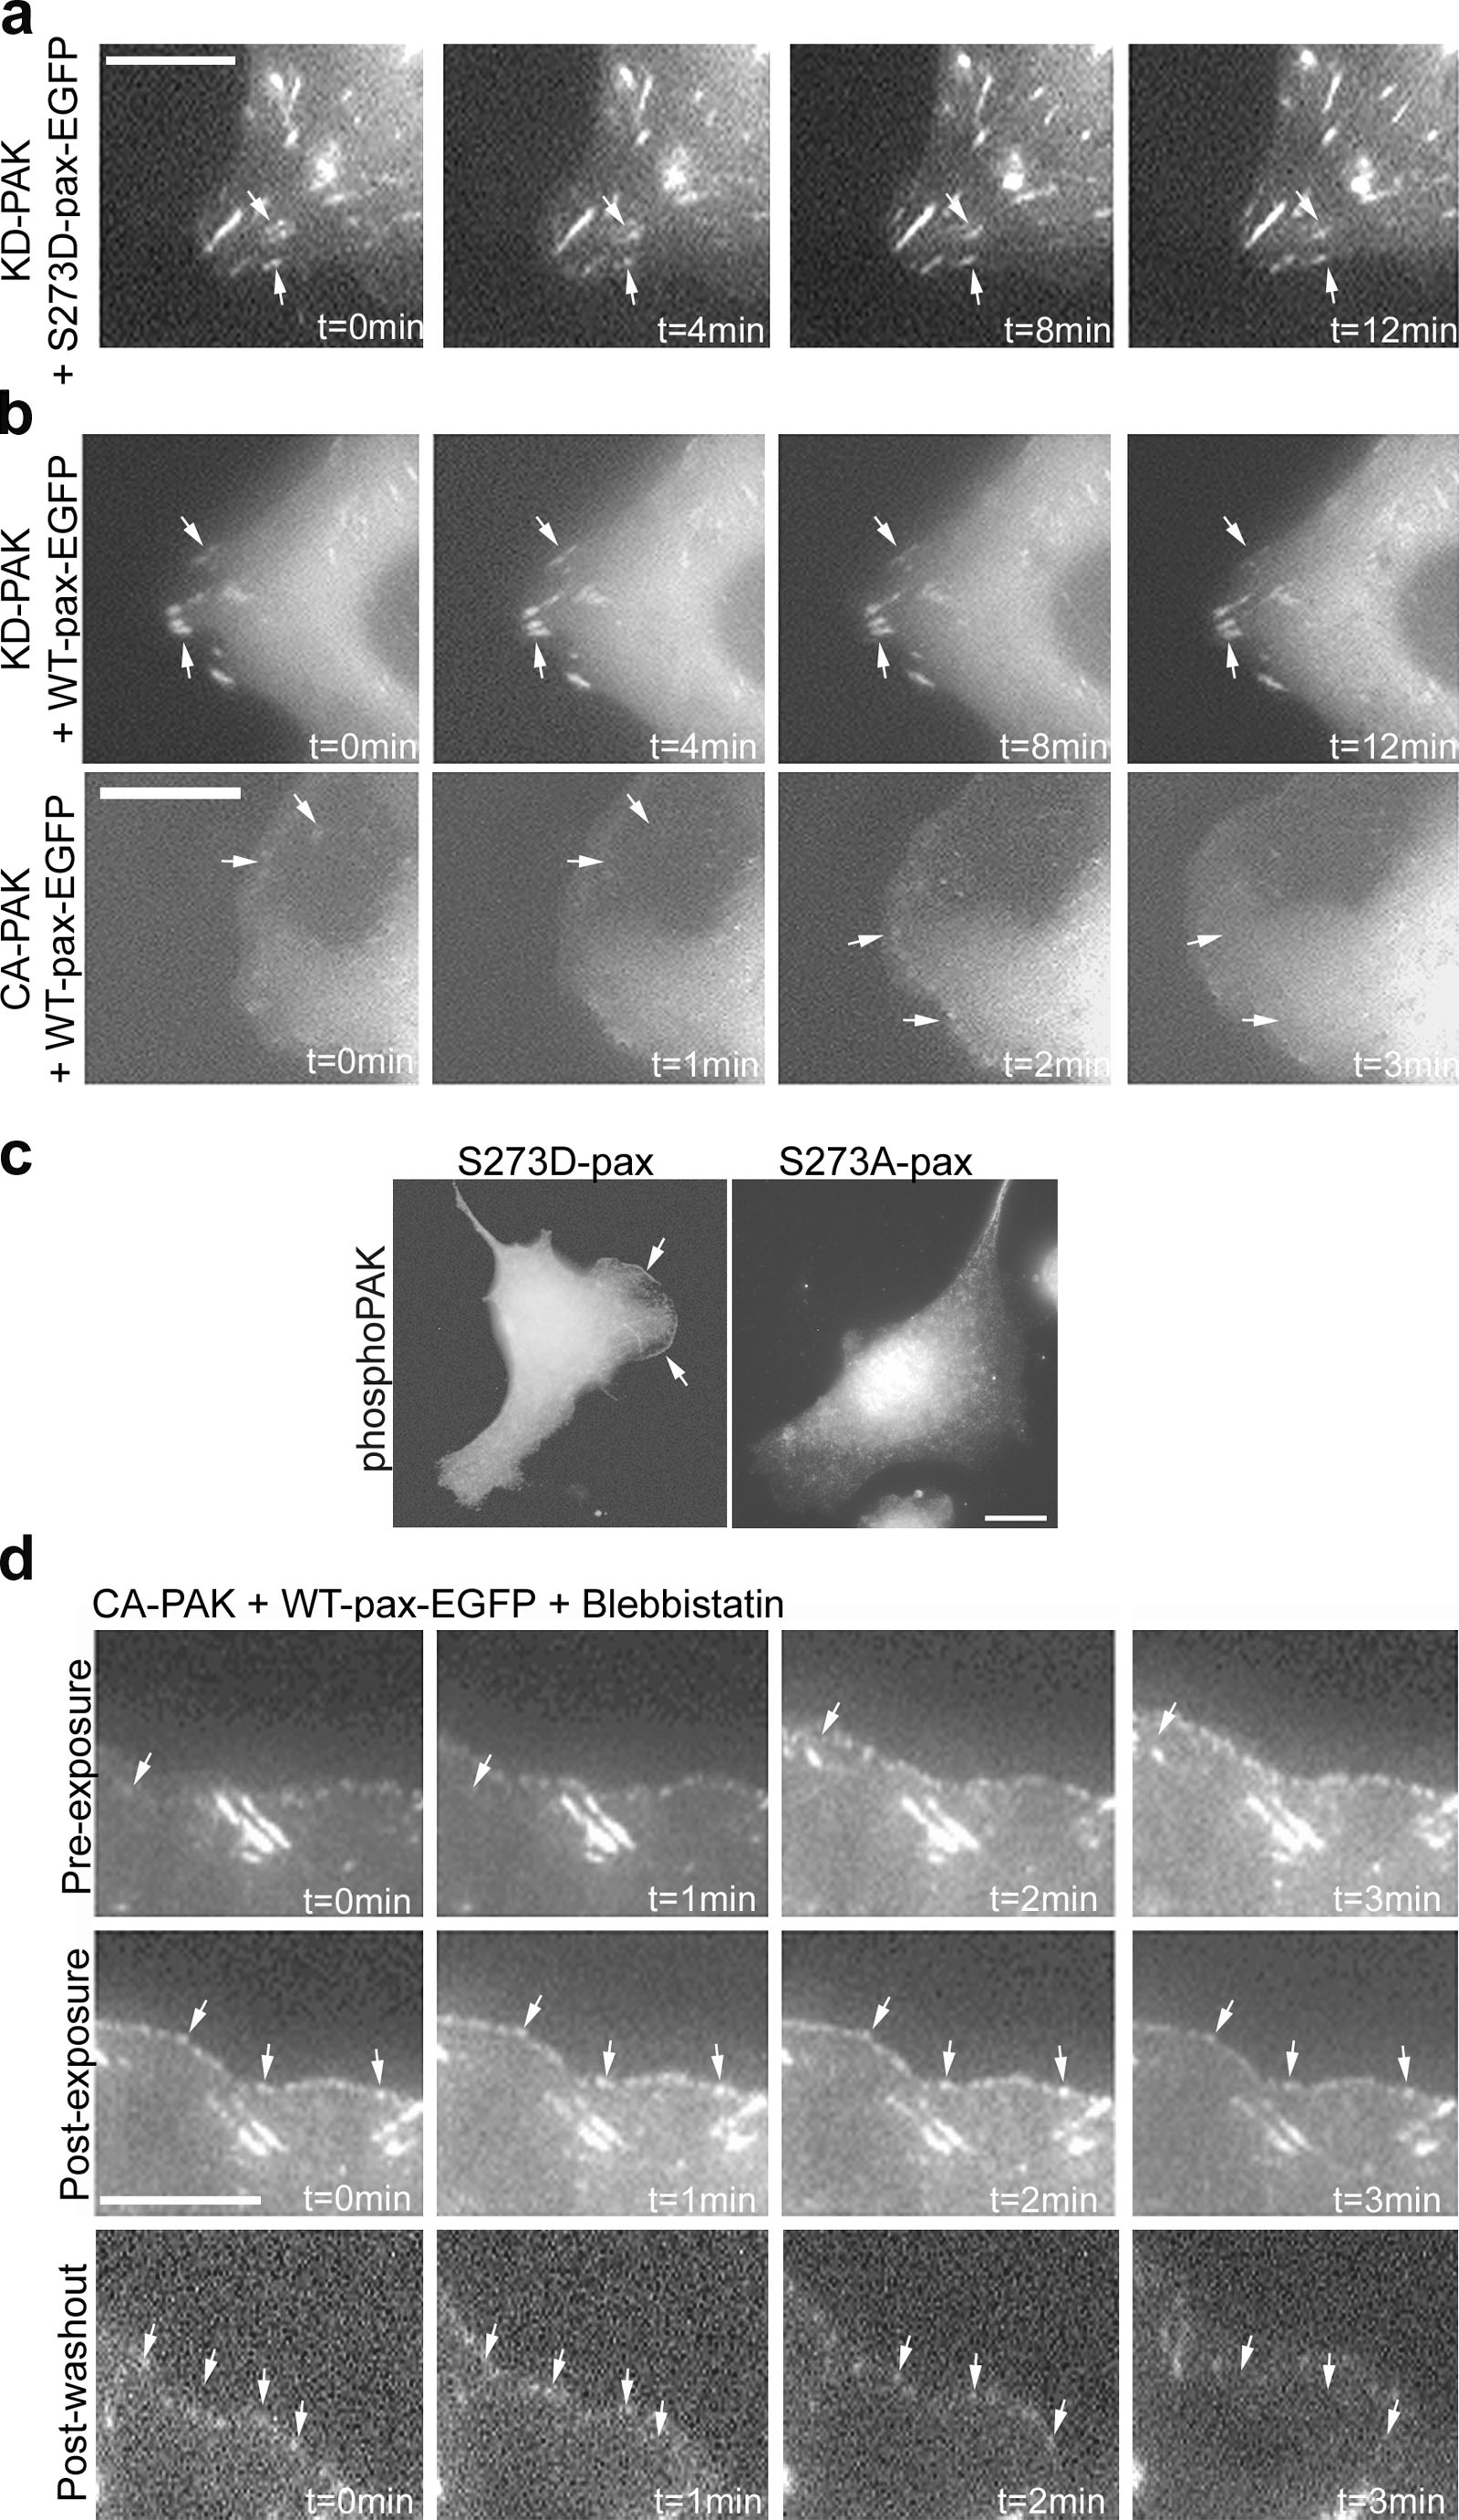 a
KD-PAK
+ S273D-pax-EGFP
t=0min
t=4min
t=8min
t=12min
b
KD-PAK
+ WT-pax-EGFP
t=0min
t=4min
t=8min
t=12min
CA-PAK
+ WT-pax-EGFP
t=0min
t=1min
t=2min
t=3min
c
S273D-pax
S273A-pax
phosphoPAK
d
CA-PAK + WT-pax-EGFP + Blebbistatin
Pre-exposure
t=0min
t=1min
t=2min
t=3min
Post-exposure
t=0min
t=1min
t=2min
t=3min
Post-washout
t=0min
t=1min
t=2min
t=3min